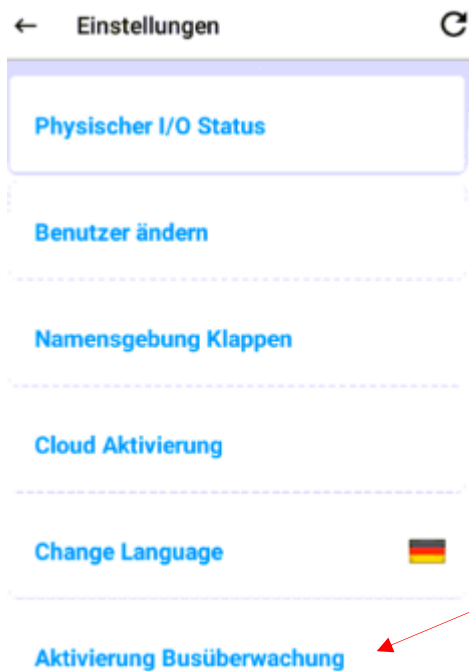 Einstellungen
Physischer I/O Status
Benutzer ändern
Namensgebung Klappen
Cloud Aktivierung
Change Language
Aktivierung Busüberwachung